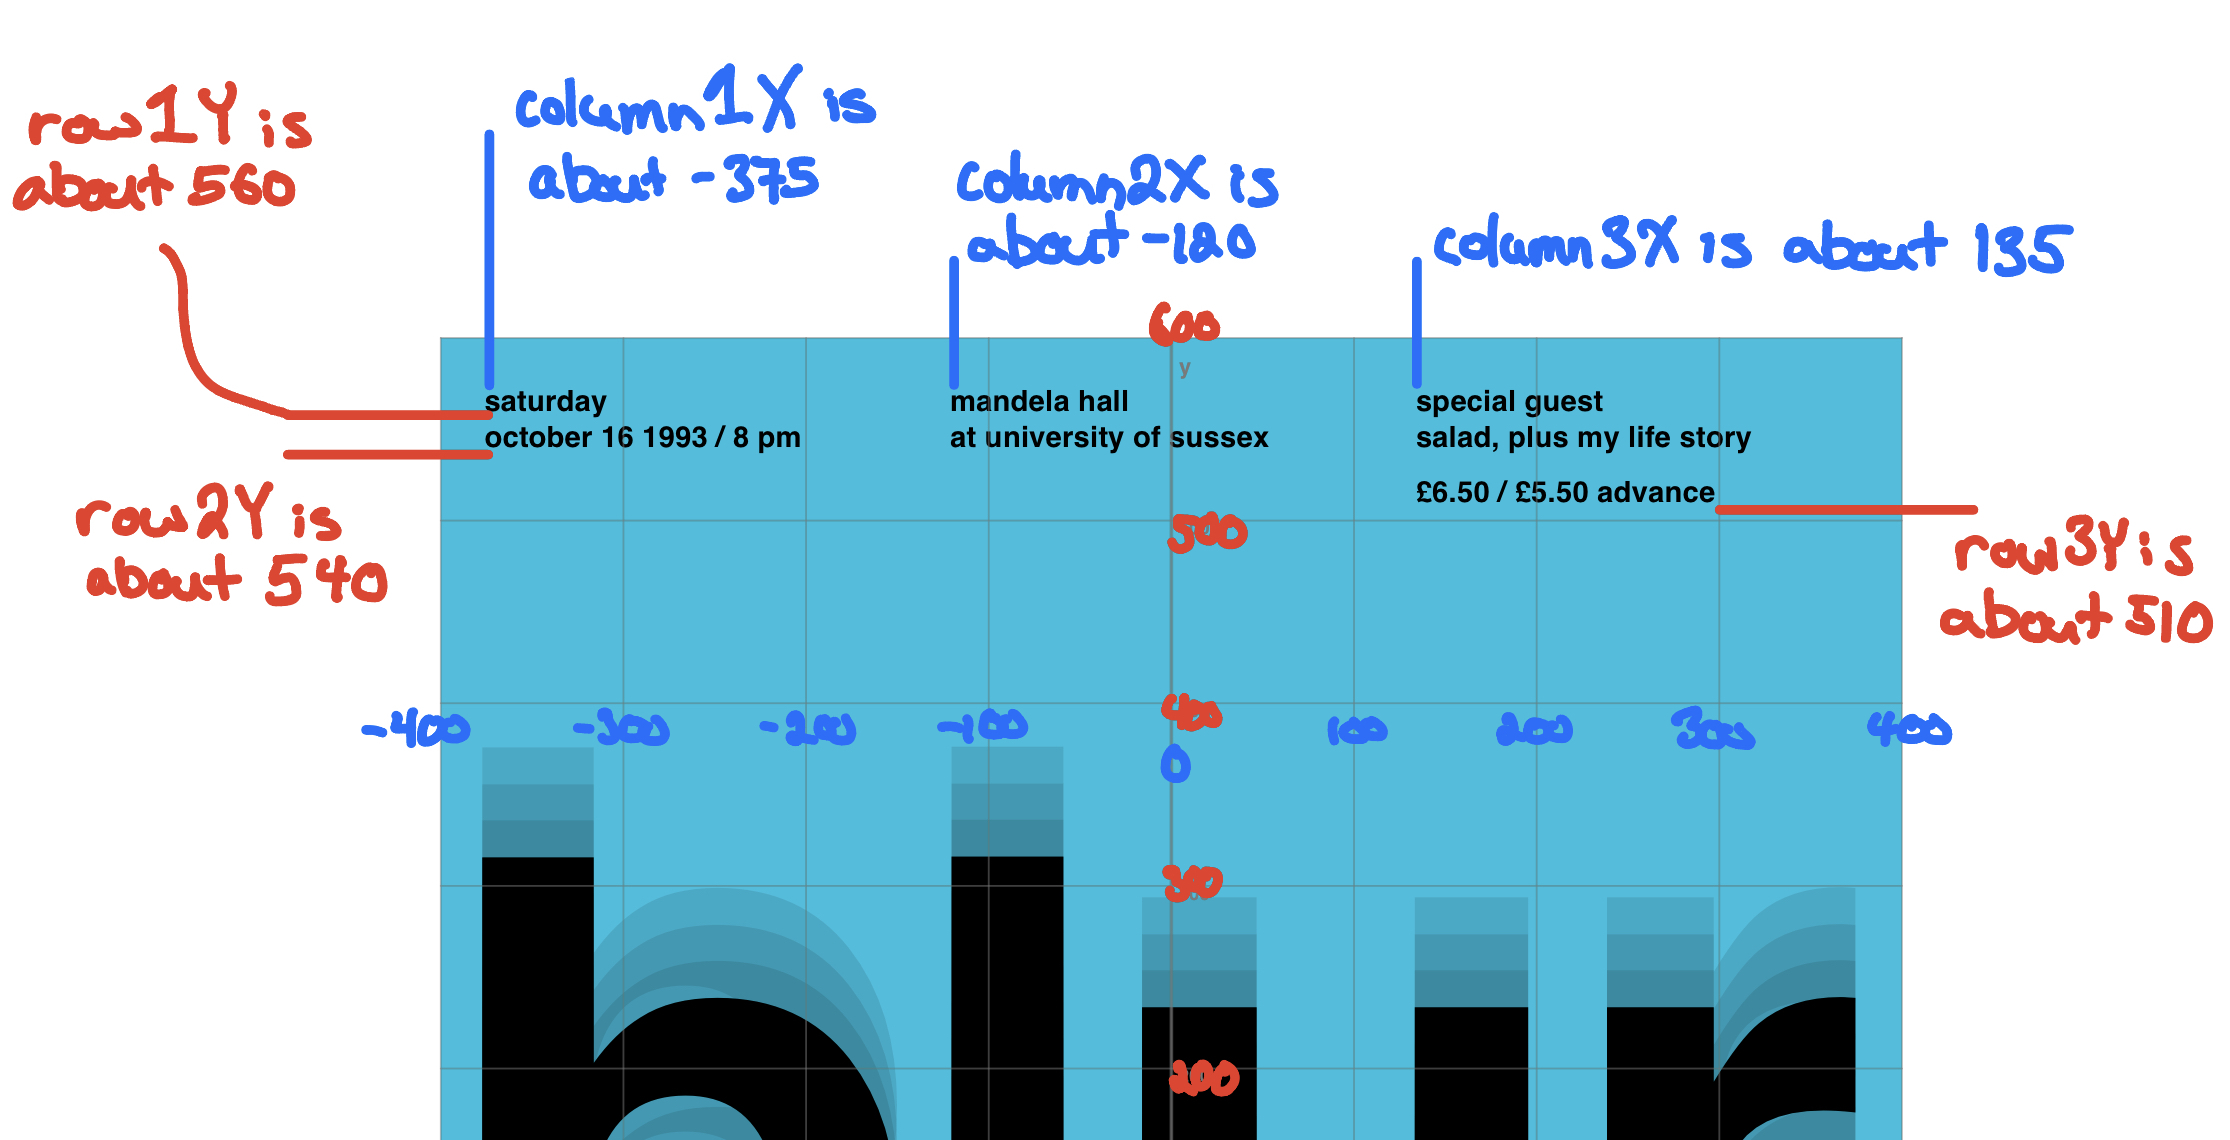 row1Y is
about 560
column1X is
about -375
column2X is
about -120
column3X is about 135
600
y
saturday
october 16 1993 / 8 pm
mandela hall
at university of sussex
special guest
salad, plus my life story
£6.50 / £5.50 advance
row2Y is
about 540
500
row3Y is
about 510
400
-400 -300 -200 -100 0 100 200 300 400
300
200
blur